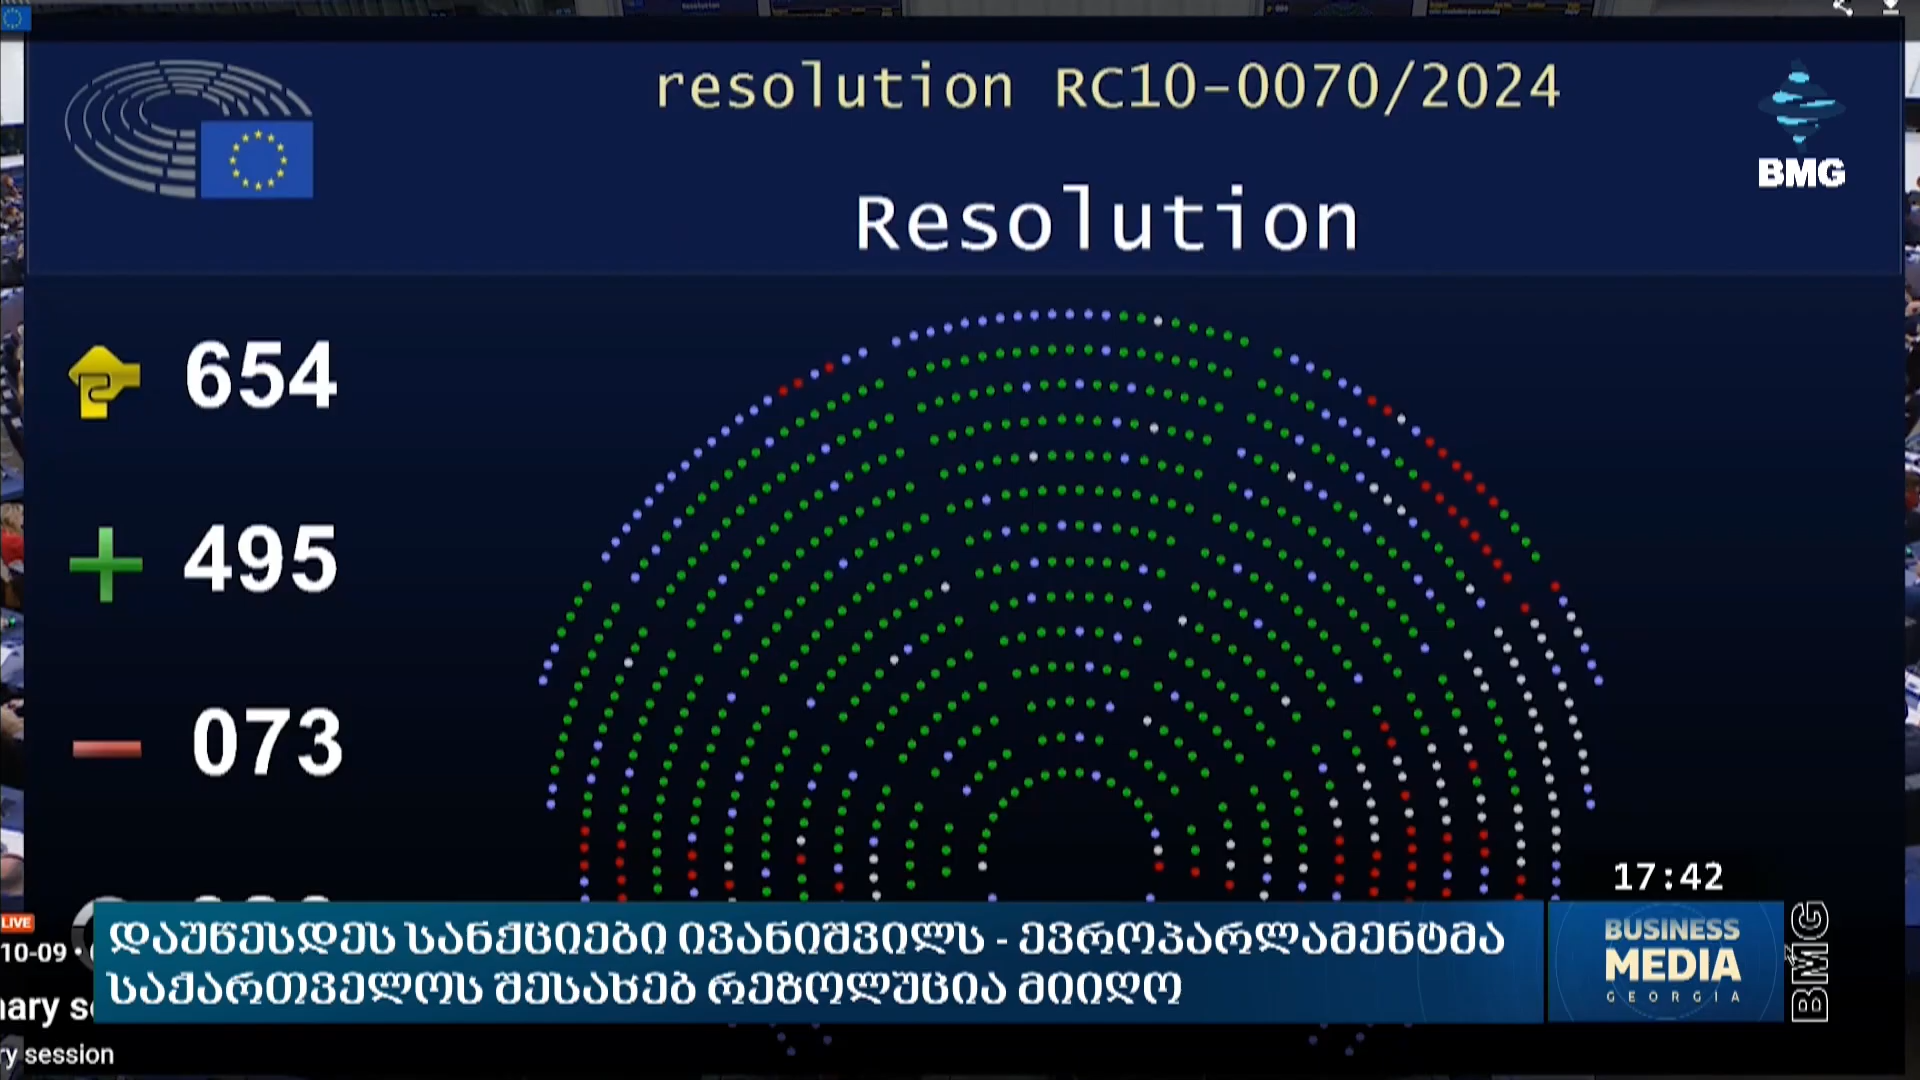 resolution RC10-0070/2024
BMG
Resolution
654
495
073
17:42
LIVE
10-09 •
დაუწესდეს სანქციები ივანიშვილს - ევროპარლამენტმა
საქართველოს შესახებ რეზოლუცია მიიღო
BUSINESS
MEDIA
GEORGIA
BMG
session